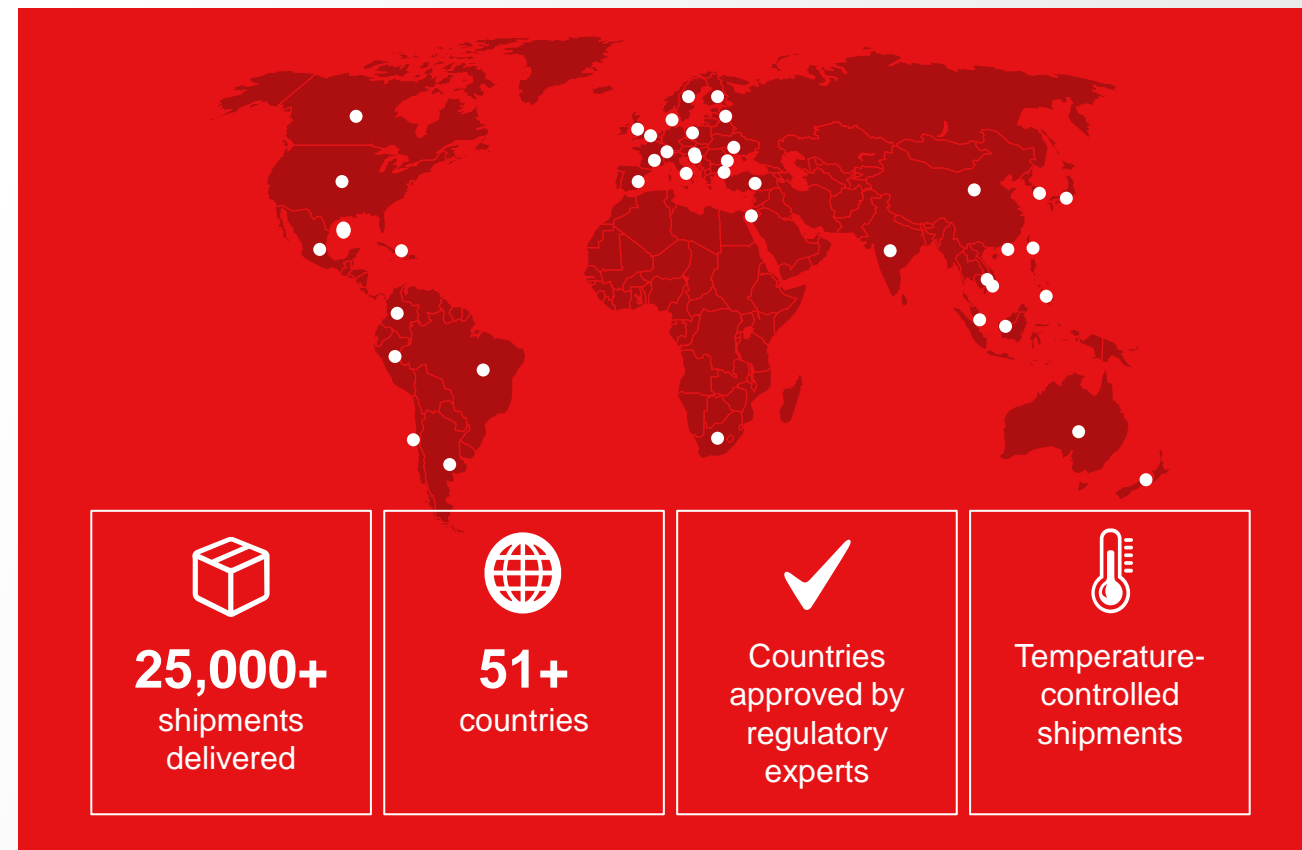 25,000+
shipments
delivered
51+
countries
Countries
approved by
regulatory
experts
Temperature-
controlled
shipments